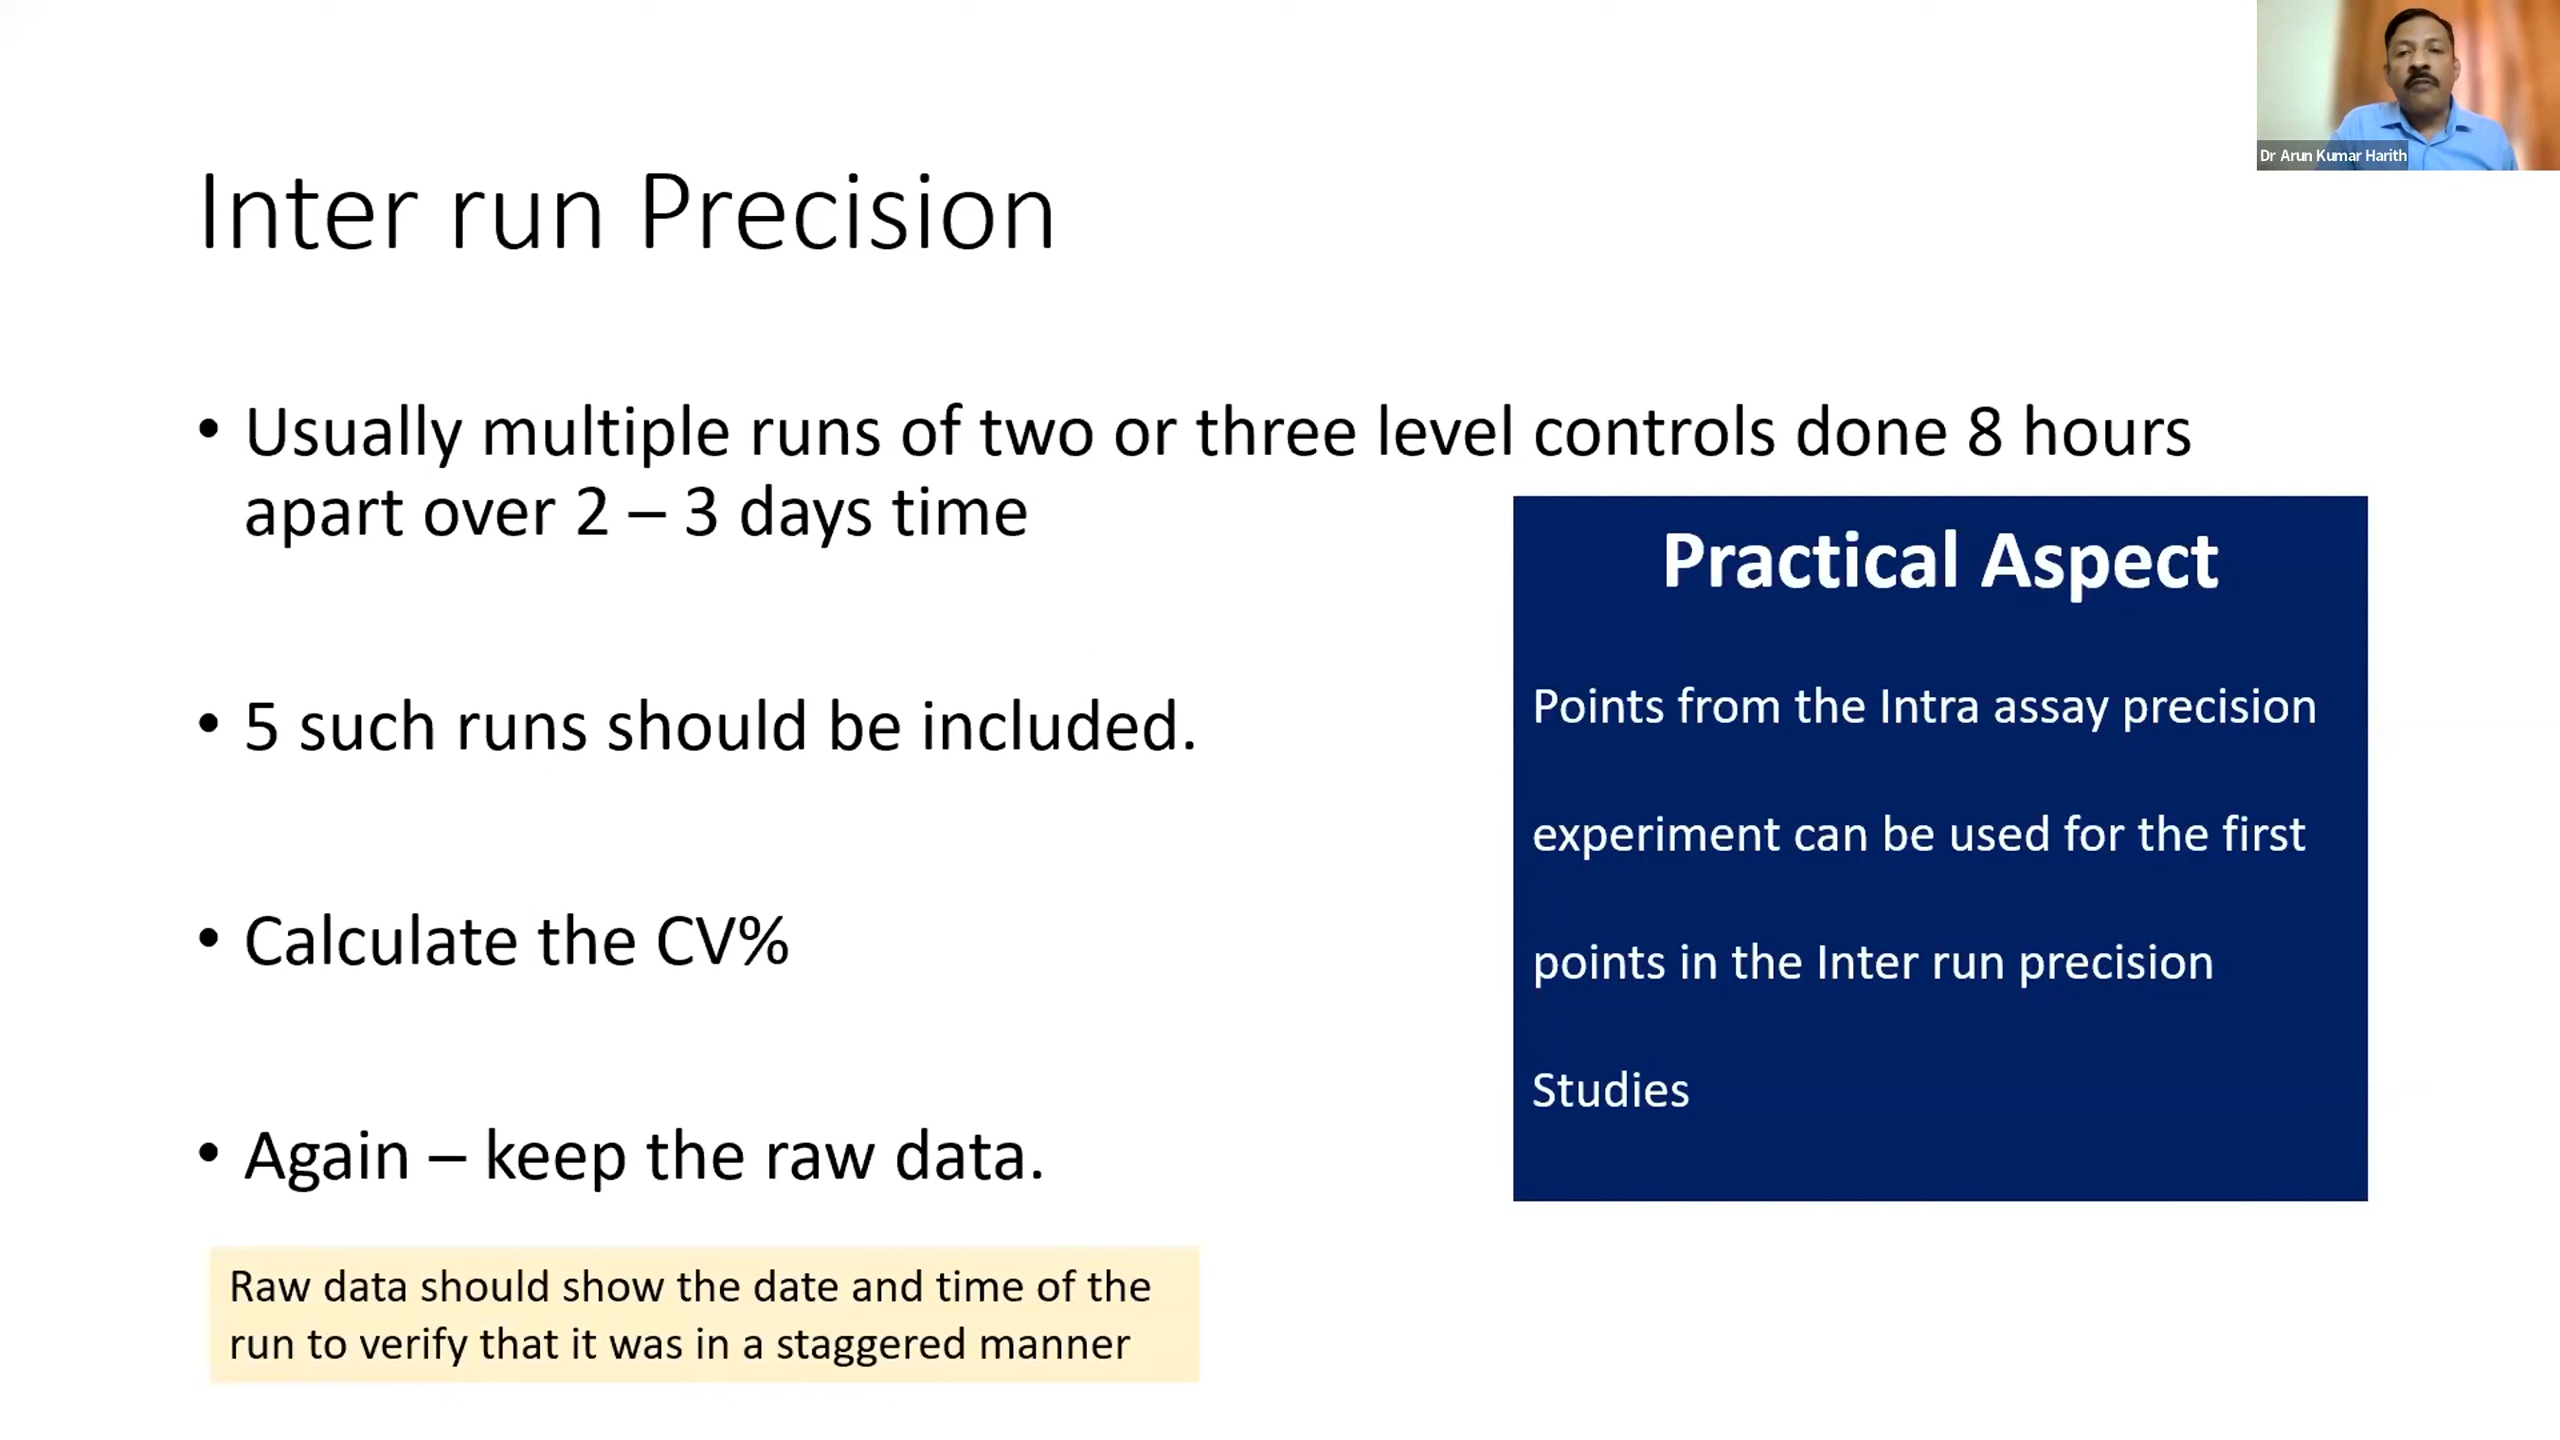 Dr Arun Kumar Harith
Inter run Precision
• Usually multiple runs of two or three level controls done 8 hours
apart over 2 – 3 days time
• 5 such runs should be included.
• Calculate the CV%
• Again – keep the raw data.
Raw data should show the date and time of the
run to verify that it was in a staggered manner
Practical Aspect
Points from the Intra assay precision
experiment can be used for the first
points in the Inter run precision
Studies